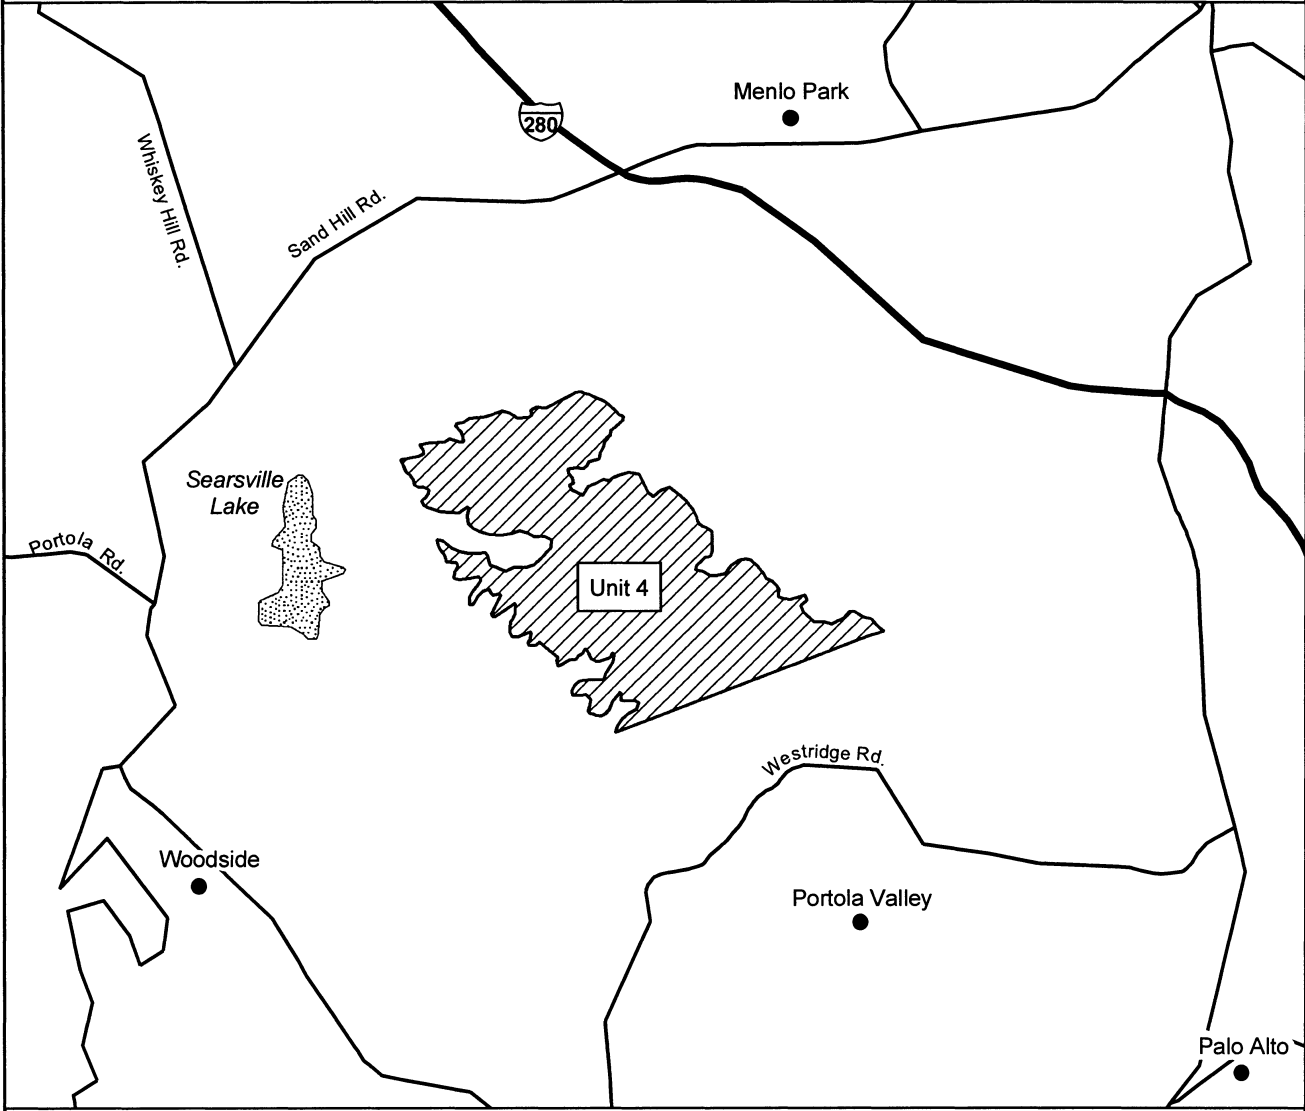 Menlo Park
280
Whiskey Hill Rd.
Sand Hill Rd.
Searsville
Lake
Portola Rd.
Unit 4
Westridge Rd.
Woodside
Portola Valley
Palo Alto